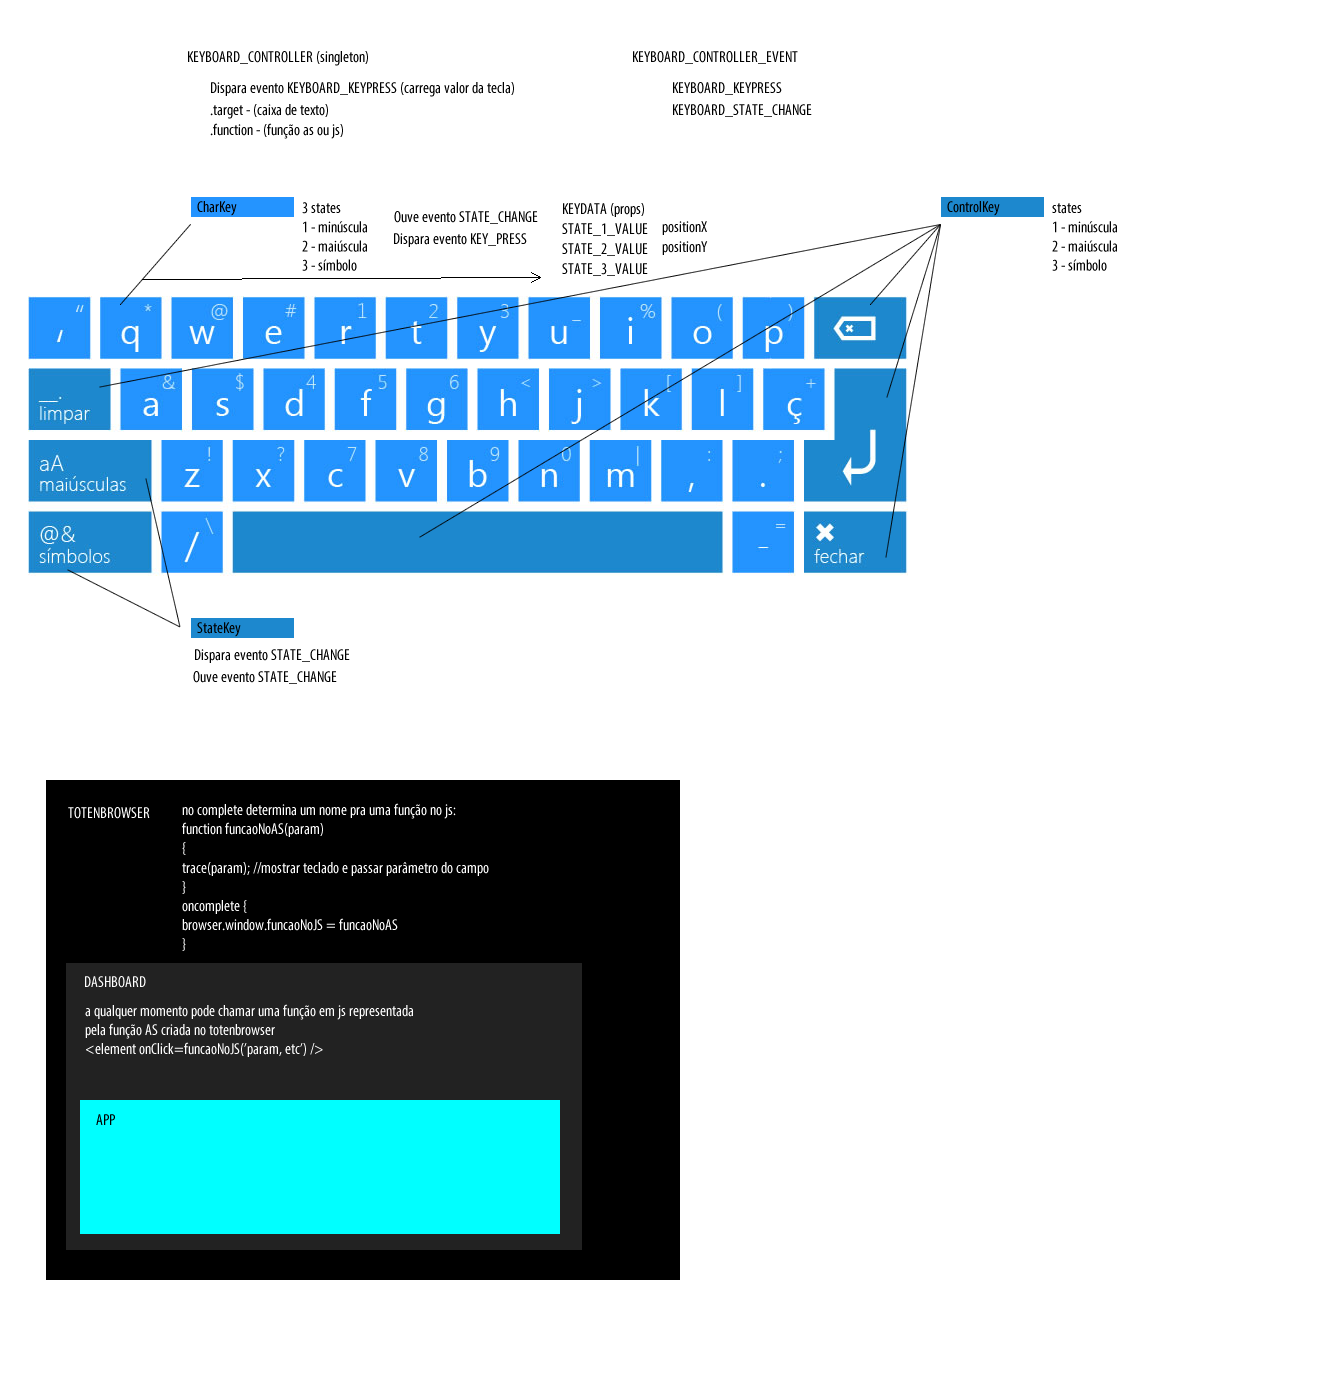 KEYBOARD_CONTROLLER (singleton)
Dispara evento KEYBOARD_KEYPRESS (carrega valor da tecla)
.target - (caixa de texto)
.function - (função as ou js)
KEYBOARD_CONTROLLER_EVENT
KEYBOARD_KEYPRESS
KEYBOARD_STATE_CHANGE
CharKey
3 states
1 - minúscula
2 - maiúscula
3 - símbolo
Ouve evento STATE_CHANGE
Dispara evento KEY_PRESS
KEYDATA (props)
STATE_1_VALUE
STATE_2_VALUE
STATE_3_VALUE
positionX
positionY
ControlKey
states
1 - minúscula
2 - maiúscula
3 - símbolo
" * @ # 1 2 3 _ % ( )
' q w e r t y u i o p
& $ 4 5 6 < > [ ] +
__. a s d f g h j k l ç
limpar
! ? 7 8 9 0 | : ;
aA z x c v b n m , .
maiúsculas
\ =
@& / - ✖
símbolos fechar
StateKey
Dispara evento STATE_CHANGE
Ouve evento STATE_CHANGE
TOTENBROWSER
no complete determina um nome pra uma função no js:
function funcaoNoAS(param)
{
trace(param); //mostrar teclado e passar parâmetro do campo
}
oncomplete {
browser.window.funcaoNoJS = funcaoNoAS
}
DASHBOARD
a qualquer momento pode chamar uma função em js representada
pela função AS criada no totenbrowser
<element onClick=funcaoNoJS('param, etc') />
APP